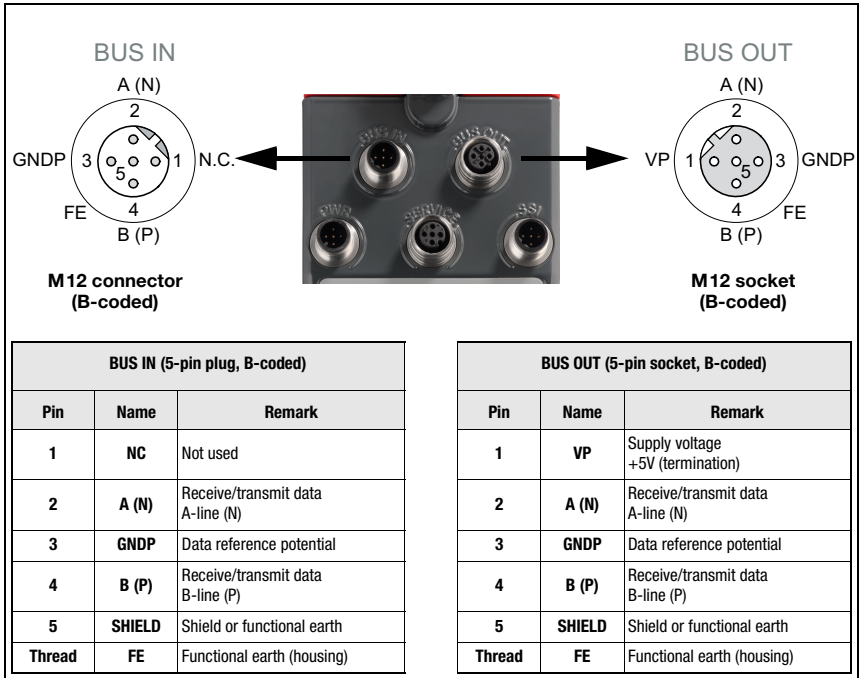 BUS IN
A (N)
2
GNDP 3 5 1 N.C.
4
FE
B (P)
M12 connector
(B-coded)
BUS IN
BUS OUT
PWR
SERVICE
SSI
BUS OUT
A (N)
2
VP 1 5 3 GNDP
4
FE
B (P)
M12 socket
(B-coded)
BUS IN (5-pin plug, B-coded)
Pin Name Remark
1 NC Not used
2 A (N) Receive/transmit data
A-line (N)
3 GNDP Data reference potential
4 B (P) Receive/transmit data
B-line (P)
5 SHIELD Shield or functional earth
Thread FE Functional earth (housing)
BUS OUT (5-pin socket, B-coded)
Pin Name Remark
1 VP Supply voltage
+5V (termination)
2 A (N) Receive/transmit data
A-line (N)
3 GNDP Data reference potential
4 B (P) Receive/transmit data
B-line (P)
5 SHIELD Shield or functional earth
Thread FE Functional earth (housing)